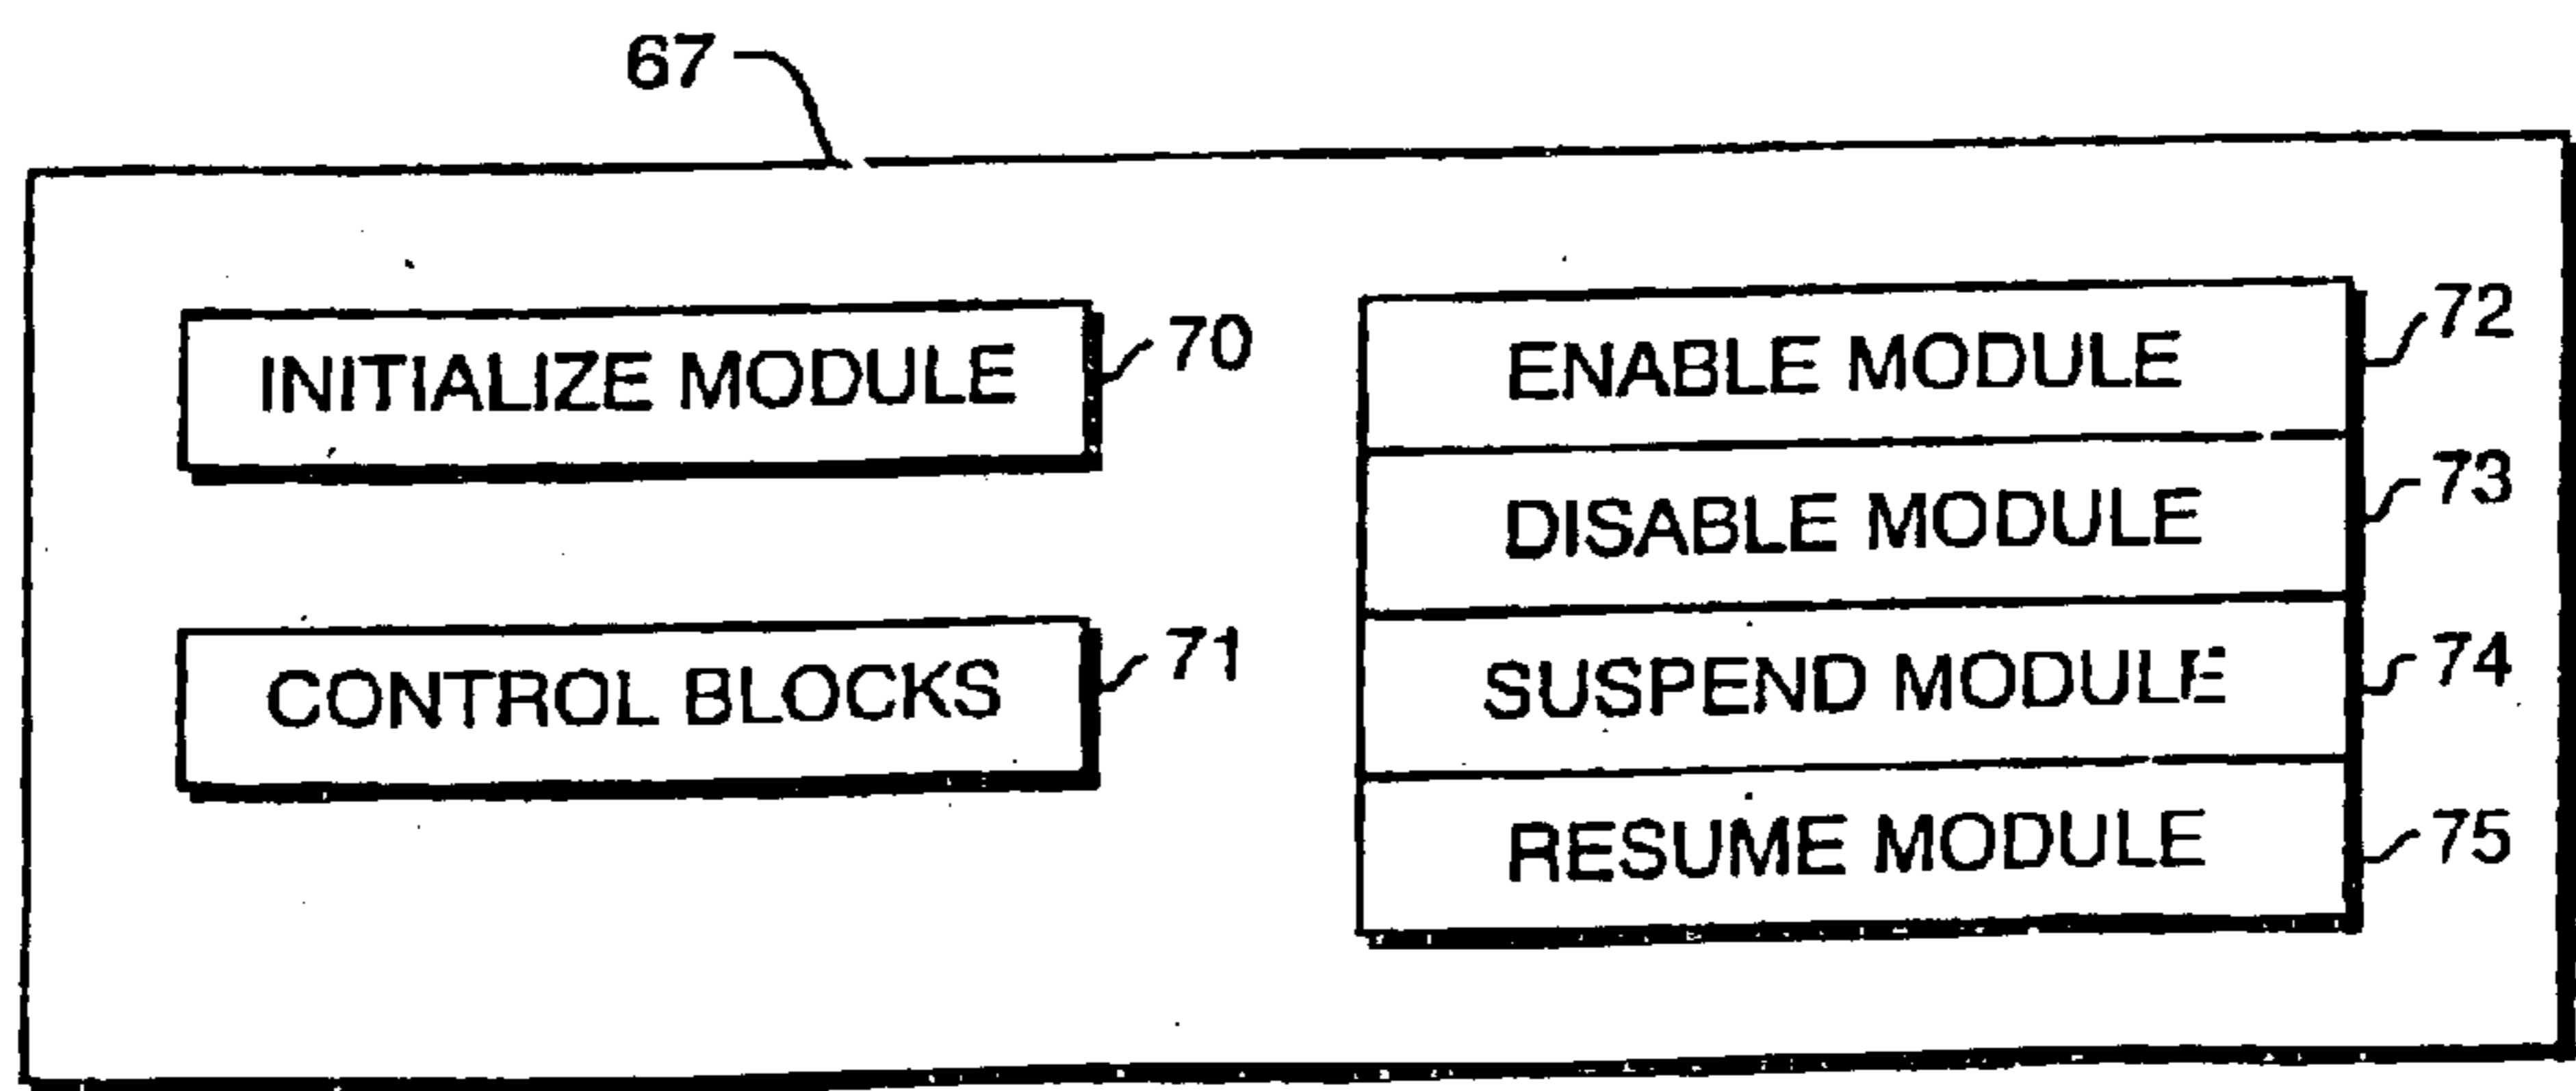 67
INITIALIZE MODULE
70
CONTROL BLOCKS
71
ENABLE MODULE
72
DISABLE MODULE
73
SUSPEND MODULE
74
RESUME MODULE
75